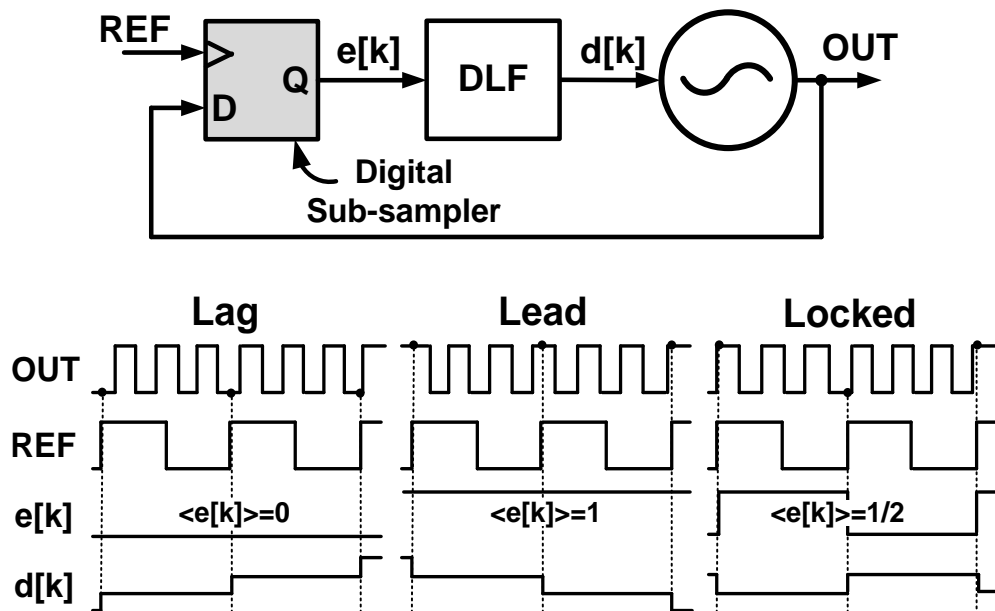 REF
e[k]
d[k]
OUT
Q
DLF
D
Digital
Sub-sampler
Lag
Lead
Locked
OUT
REF
e[k]
<e[k]>=0
<e[k]>=1
<e[k]>=1/2
d[k]